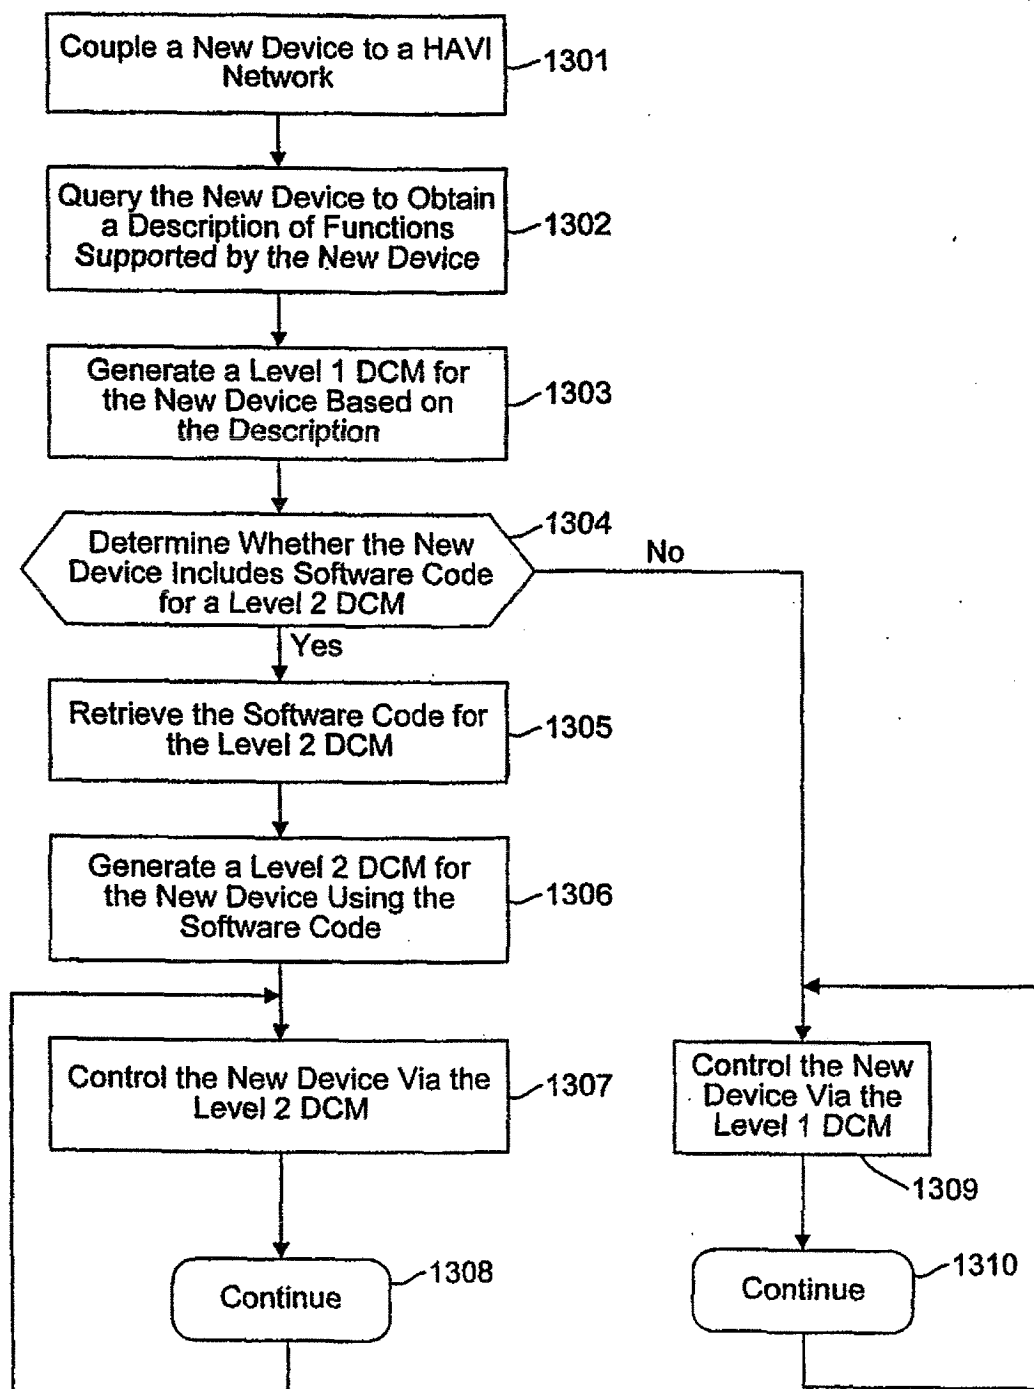 Couple a New Device to a HAVI
Network
1301
Query the New Device to Obtain
a Description of Functions
Supported by the New Device
1302
Generate a Level 1 DCM for
the New Device Based on
the Description
1303
Determine Whether the New
Device Includes Software Code
for a Level 2 DCM
1304
No
Yes
Retrieve the Software Code for
the Level 2 DCM
1305
Generate a Level 2 DCM for
the New Device Using the
Software Code
1306
Control the New Device Via the
Level 2 DCM
1307
Control the New
Device Via the
Level 1 DCM
1309
Continue
1308
Continue
1310